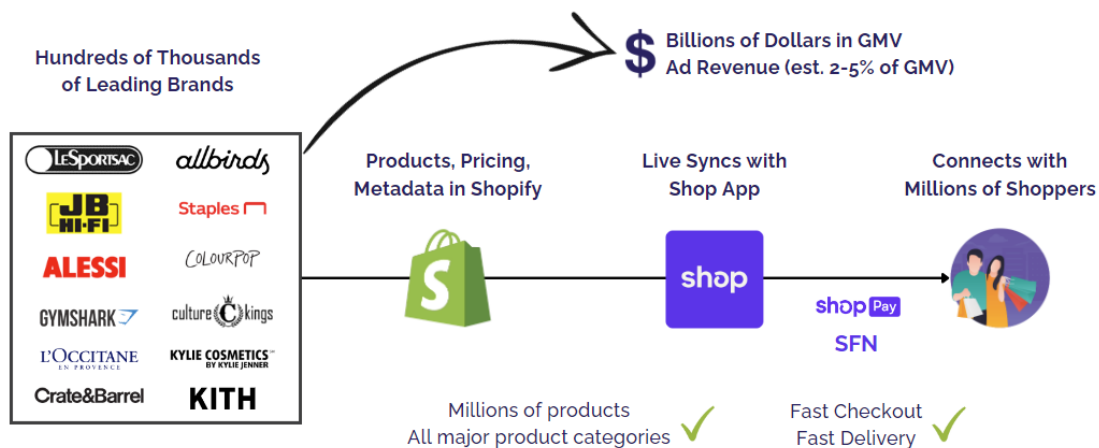 Hundreds of Thousands
of Leading Brands
$ Billions of Dollars in GMV
Ad Revenue (est. 2-5% of GMV)
LESPORTSAC
allbirds
JB
HI-FI
Staples
ALESSI
COLOURPOP
GYMSHARK
culture C kings
L'OCCITANE
EN PROVENCE
KYLIE COSMETICS™
BY KYLIE JENNER
Crate&Barrel
KITH
Products, Pricing,
Metadata in Shopify
S
Live Syncs with
Shop App
shop
shop Pay
SFN
Connects with
Millions of Shoppers
Millions of products
All major product categories
Fast Checkout
Fast Delivery